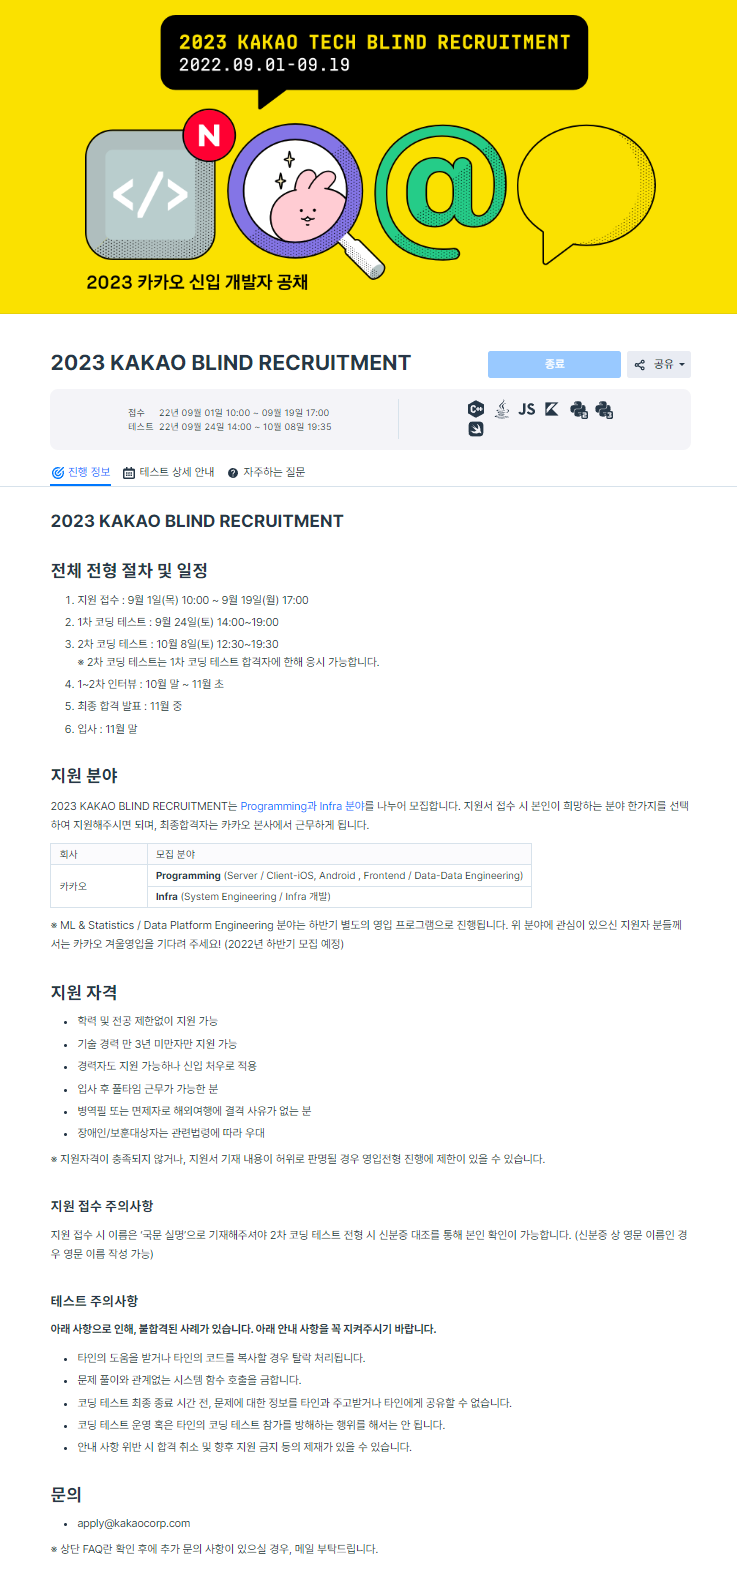 2023 KAKAO TECH BLIND RECRUITMENT
2022.09.01-09.19
N
</>
@
2023 카카오 신입 개발자 공채
2023 KAKAO BLIND RECRUITMENT
종료
공유
접수 22년 09월 01일 10:00 ~ 09월 19일 17:00
테스트 22년 09월 24일 14:00 ~ 10월 08일 19:35
C++ JS 2 3
진행 정보 테스트 상세 안내 자주하는 질문
2023 KAKAO BLIND RECRUITMENT
전체 전형 절차 및 일정
1. 지원 접수 : 9월 1일(목) 10:00 ~ 9월 19일(월) 17:00
2. 1차 코딩 테스트 : 9월 24일(토) 14:00~19:00
3. 2차 코딩 테스트 : 10월 8일(토) 12:30~19:30
※ 2차 코딩 테스트는 1차 코딩 테스트 합격자에 한해 응시 가능합니다.
4. 1~2차 인터뷰 : 10월 말 ~ 11월 초
5. 최종 합격 발표 : 11월 중
6. 입사 : 11월 말
지원 분야
2023 KAKAO BLIND RECRUITMENT는 Programming과 Infra 분야를 나누어 모집합니다. 지원서 접수 시 본인이 희망하는 분야 한가지를 선택
하여 지원해주시면 되며, 최종합격자는 카카오 본사에서 근무하게 됩니다.
회사 모집 분야
카카오
Programming (Server / Client-iOS, Android , Frontend / Data-Data Engineering)
Infra (System Engineering / Infra 개발)
※ ML & Statistics / Data Platform Engineering 분야는 하반기 별도의 영입 프로그램으로 진행됩니다. 위 분야에 관심이 있으신 지원자 분들께
서는 카카오 겨울영입을 기다려 주세요! (2022년 하반기 모집 예정)
지원 자격
• 학력 및 전공 제한없이 지원 가능
• 기술 경력 만 3년 미만자만 지원 가능
• 경력자도 지원 가능하나 신입 처우로 적용
• 입사 후 풀타임 근무가 가능한 분
• 병역필 또는 면제자로 해외여행에 결격 사유가 없는 분
• 장애인/보훈대상자는 관련법령에 따라 우대
※ 지원자격이 충족되지 않거나, 지원서 기재 내용이 허위로 판명될 경우 영입전형 진행에 제한이 있을 수 있습니다.
지원 접수 주의사항
지원 접수 시 이름은 '국문 실명'으로 기재해주셔야 2차 코딩 테스트 전형 시 신분증 대조를 통해 본인 확인이 가능합니다. (신분증 상 영문 이름인 경
우 영문 이름 작성 가능)
테스트 주의사항
아래 사항으로 인해, 불합격된 사례가 있습니다. 아래 안내 사항을 꼭 지켜주시기 바랍니다.
• 타인의 도움을 받거나 타인의 코드를 복사할 경우 탈락 처리됩니다.
• 문제 풀이와 관계없는 시스템 함수 호출을 금합니다.
• 코딩 테스트 최종 종료 시간 전, 문제에 대한 정보를 타인과 주고받거나 타인에게 공유할 수 없습니다.
• 코딩 테스트 운영 혹은 타인의 코딩 테스트 참가를 방해하는 행위를 해서는 안 됩니다.
• 안내 사항 위반 시 합격 취소 및 향후 지원 금지 등의 제재가 있을 수 있습니다.
문의
• apply@kakaocorp.com
※ 상단 FAQ란 확인 후에 추가 문의 사항이 있으실 경우, 메일 부탁드립니다.